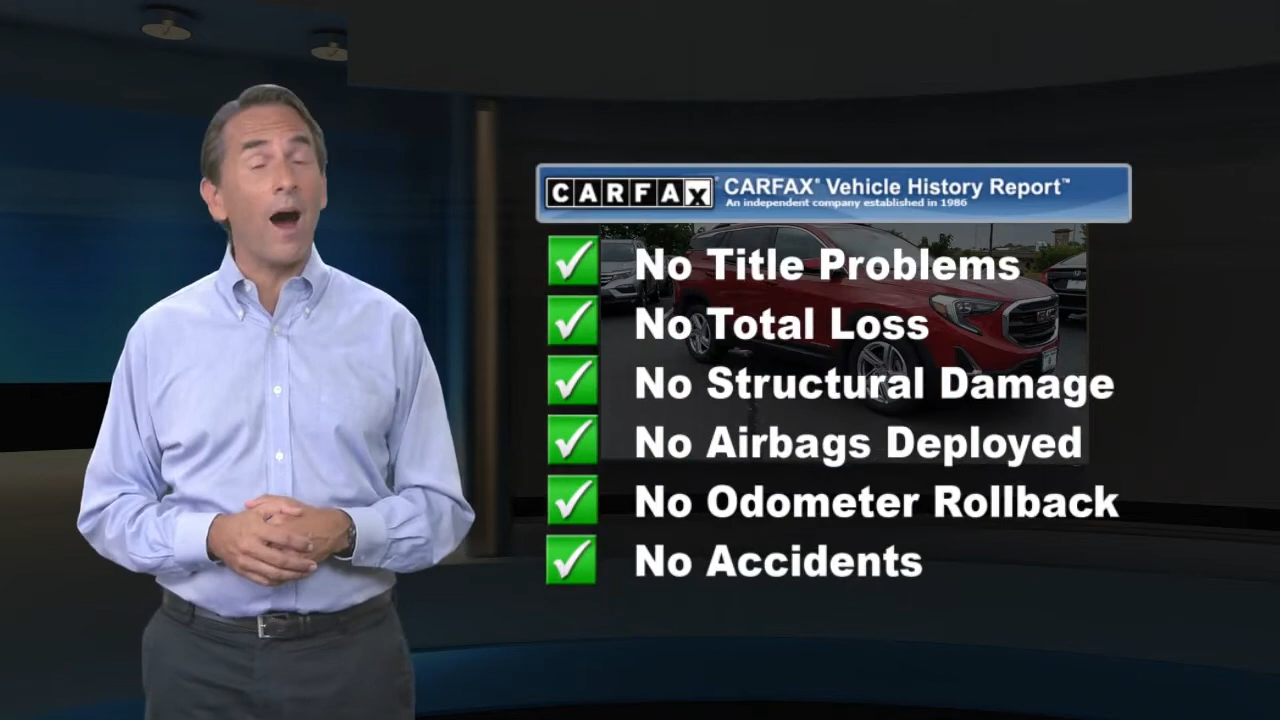 CARFAX
CARFAX® Vehicle History Report™
An independent company established in 1986
No Title Problems
No Total Loss
No Structural Damage
No Airbags Deployed
No Odometer Rollback
No Accidents